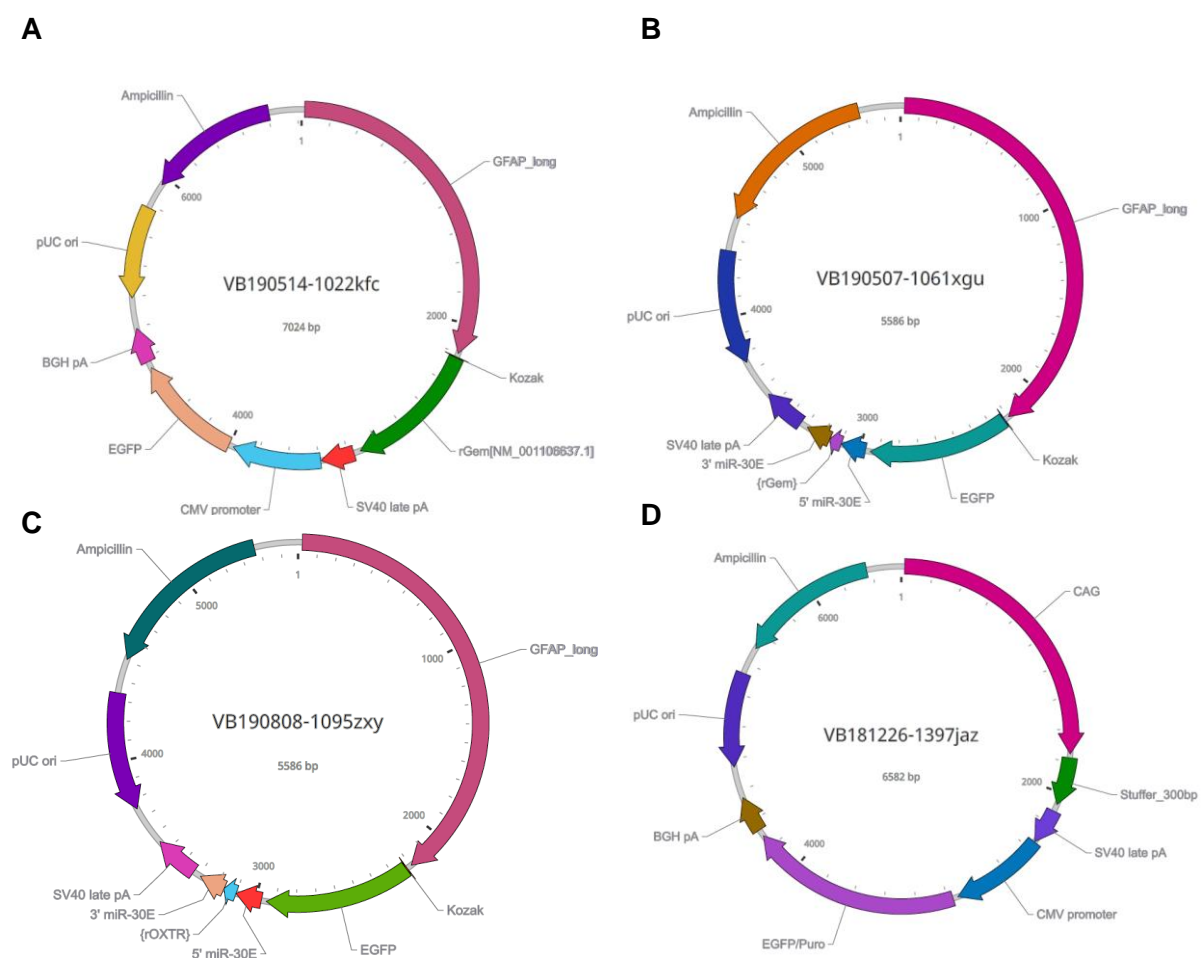 A
Ampicillin
1
GFAP_long
6000
pUC ori
VB190514-1022kfc
7024 bp
2000
BGH pA
Kozak
4000
EGFP
rGem[NM_001106637.1]
CMV promoter
SV40 late pA
B
Ampicillin
1
5000
1000
GFAP_long
pUC ori
VB190507-1061xgu
5586 bp
4000
2000
3000
SV40 late pA
3' miR-30E
{rGem}
5' miR-30E
EGFP
Kozak
C
Ampicillin
1
5000
1000
GFAP_long
VB190808-1095zxy
5586 bp
pUC ori
4000
2000
3000
SV40 late pA
3' miR-30E
{rOXTR}
5' miR-30E
EGFP
Kozak
D
Ampicillin
1
CAG
6000
pUC ori
VB181226-1397jaz
6582 bp
2000
Stuffer_300bp
BGH pA
SV40 late pA
4000
CMV promoter
EGFP/Puro